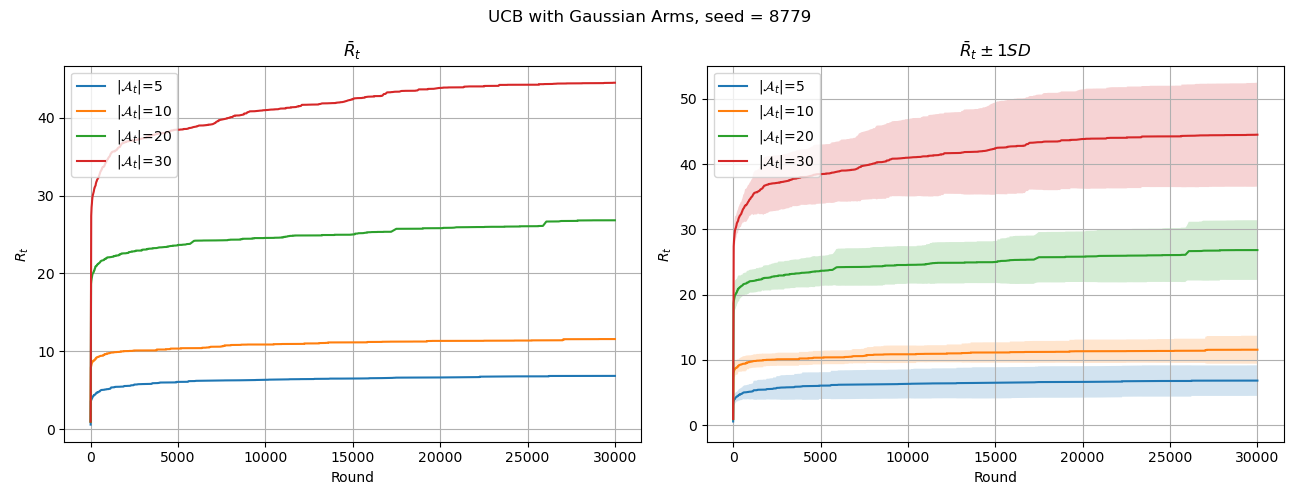 UCB with Gaussian Arms, seed = 8779
R̄ₜ
|𝒜ₜ|=5
|𝒜ₜ|=10
|𝒜ₜ|=20
|𝒜ₜ|=30
Rₜ
40
30
20
10
0
0 5000 10000 15000 20000 25000 30000
Round
R̄ₜ ± 1SD
|𝒜ₜ|=5
|𝒜ₜ|=10
|𝒜ₜ|=20
|𝒜ₜ|=30
Rₜ
50
40
30
20
10
0
0 5000 10000 15000 20000 25000 30000
Round